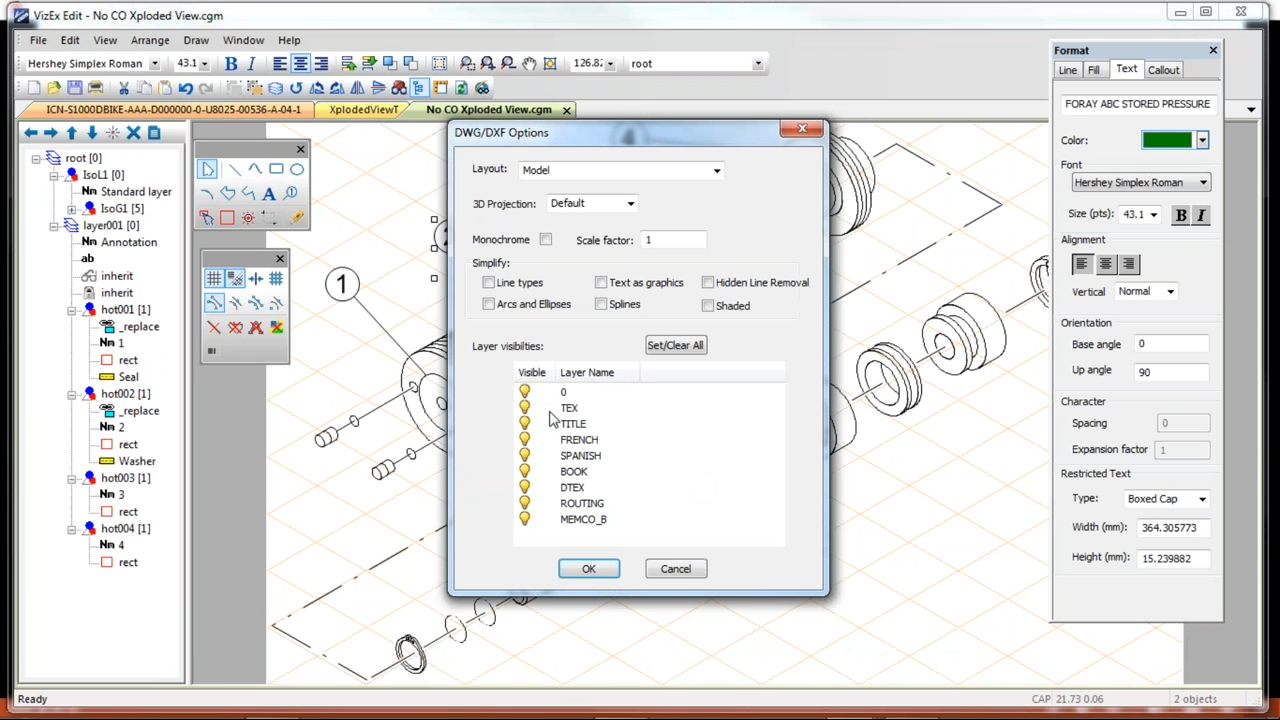 VizEx Edit - No CO Xploded View.cgm
File Edit View Arrange Draw Window Help
Hershey Simplex Roman 43.1 B I 126.82 root
ICN-S1000DBIKE-AAA-D000000-0-U8025-00536-A-04-1 XplodedViewT No CO Xploded View.cgm
root [0]
IsoL1 [0]
Nm Standard layer
IsoG1 [5]
layer001 [0]
Nm Annotation
ab
inherit
inherit
hot001 [1]
_replace
Nm 1
rect
Seal
hot002 [1]
_replace
Nm 2
rect
Washer
hot003 [1]
Nm 3
rect
hot004 [1]
Nm 4
rect
A
1
DWG/DXF Options
Layout: Model
3D Projection: Default
Monochrome Scale factor: 1
Simplify:
Line types Text as graphics Hidden Line Removal
Arcs and Ellipses Splines Shaded
Layer visiblities: Set/Clear All
Visible Layer Name
0
TEX
TITLE
FRENCH
SPANISH
BOOK
DTEX
ROUTING
MEMCO_B
OK Cancel
Format
Line Fill Text Callout
FORAY ABC STORED PRESSURE
Color:
Font
Hershey Simplex Roman
Size (pts): 43.1 B I
Alignment
Vertical Normal
Orientation
Base angle 0
Up angle 90
Character
Spacing 0
Expansion factor 1
Restricted Text
Type: Boxed Cap
Width (mm): 364.305773
Height (mm): 15.239882
Ready CAP 21.73 0.06 2 objects